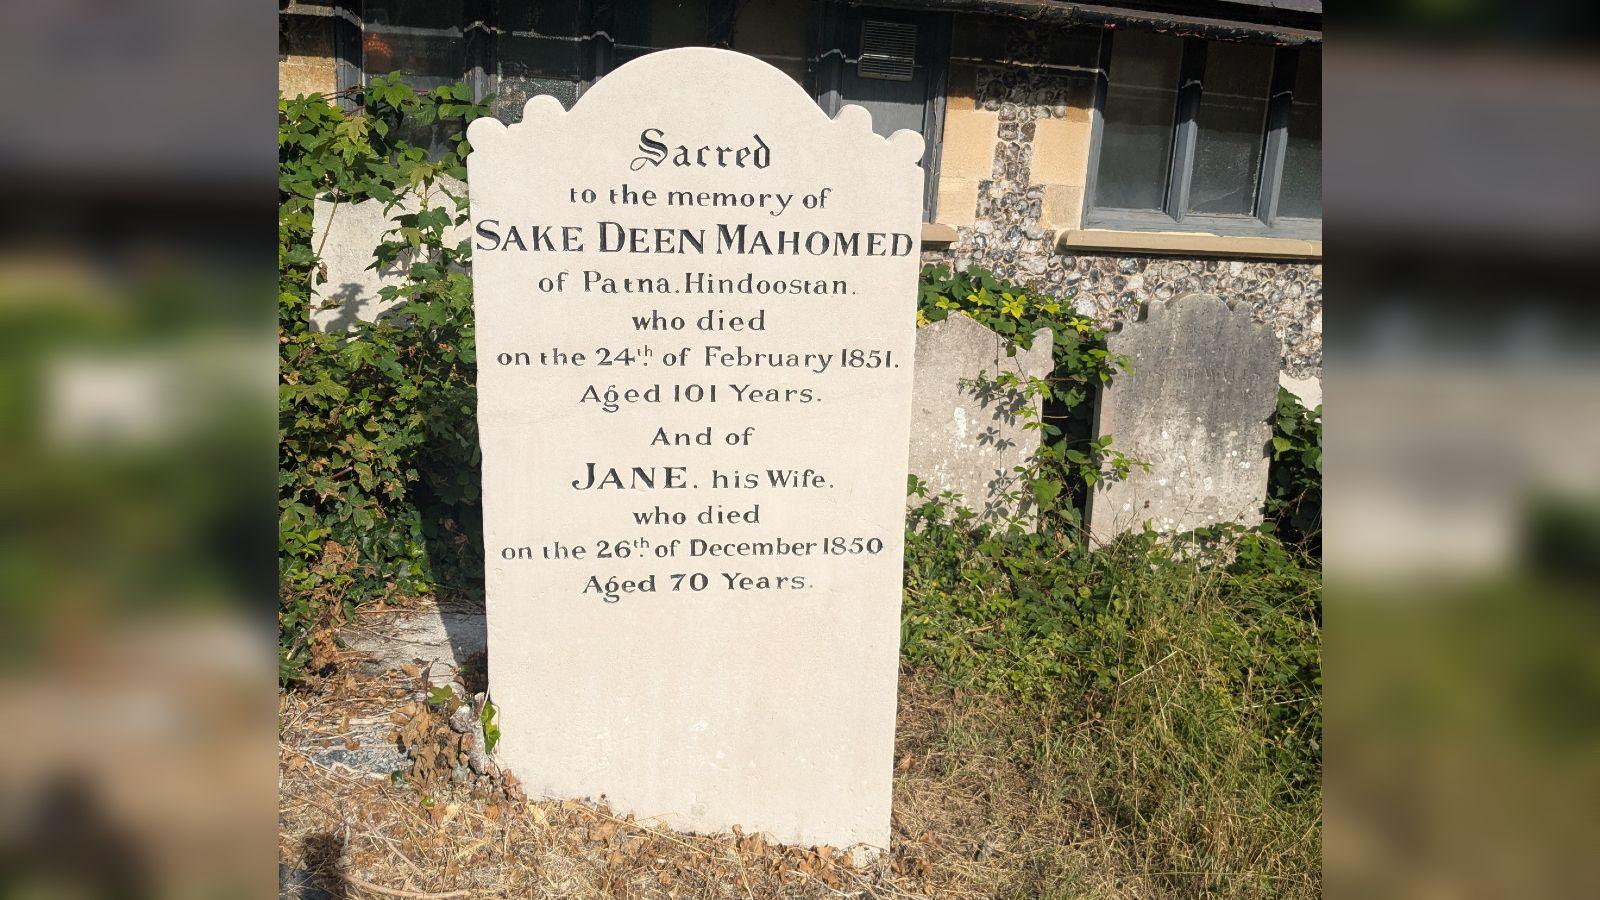 Sacred
to the memory of
SAKE DEEN MAHOMED
of Patna. Hindoostan.
who died
on the 24th. of February 1851.
Aged 101 Years.
And of
JANE. his Wife.
who died
on the 26th. of December 1850
Aged 70 Years.